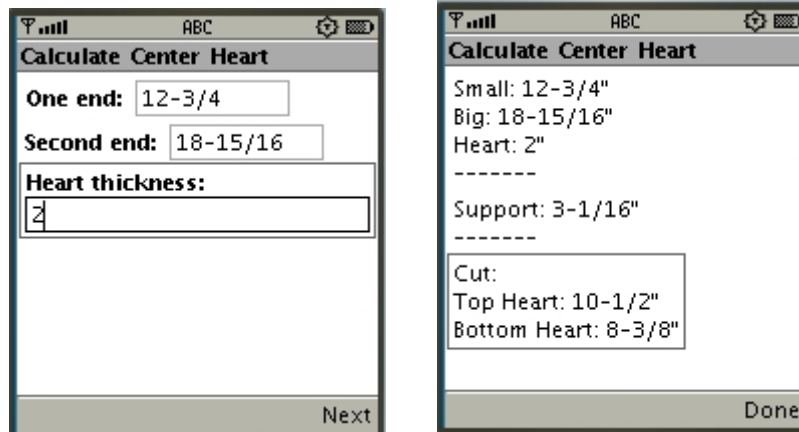 ABC
Calculate Center Heart
One end: 12-3/4
Second end: 18-15/16
Heart thickness:
2
Next
ABC
Calculate Center Heart
Small: 12-3/4"
Big: 18-15/16"
Heart: 2"
-------
Support: 3-1/16"
-------
Cut:
Top Heart: 10-1/2"
Bottom Heart: 8-3/8"
Done